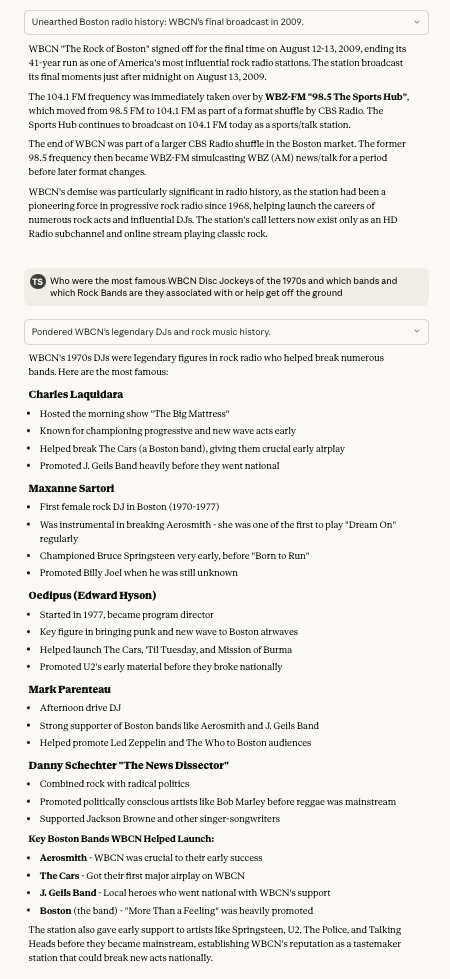 Unearthed Boston radio history: WBCN's final broadcast in 2009.
WBCN "The Rock of Boston" signed off for the final time on August 12-13, 2009, ending its
41-year run as one of America's most influential rock radio stations. The station broadcast
its final moments just after midnight on August 13, 2009.
The 104.1 FM frequency was immediately taken over by WBZ-FM "98.5 The Sports Hub",
which moved from 98.5 FM to 104.1 FM as part of a format shuffle by CBS Radio. The
Sports Hub continues to broadcast on 104.1 FM today as a sports/talk station.
The end of WBCN was part of a larger CBS Radio shuffle in the Boston market. The former
98.5 frequency then became WBZ-FM simulcasting WBZ (AM) news/talk for a period
before later format changes.
WBCN's demise was particularly significant in radio history, as the station had been a
pioneering force in progressive rock radio since 1968, helping launch the careers of
numerous rock acts and influential DJs. The station's call letters now exist only as an HD
Radio subchannel and online stream playing classic rock.
TS Who were the most famous WBCN Disc Jockeys of the 1970s and which bands and
which Rock Bands are they associated with or help get off the ground
Pondered WBCN's legendary DJs and rock music history.
WBCN's 1970s DJs were legendary figures in rock radio who helped break numerous
bands. Here are the most famous:
Charles Laquidara
• Hosted the morning show "The Big Mattress"
• Known for championing progressive and new wave acts early
• Helped break The Cars (a Boston band), giving them crucial early airplay
• Promoted J. Geils Band heavily before they went national
Maxanne Sartori
• First female rock DJ in Boston (1970-1977)
• Was instrumental in breaking Aerosmith - she was one of the first to play "Dream On"
regularly
• Championed Bruce Springsteen very early, before "Born to Run"
• Promoted Billy Joel when he was still unknown
Oedipus (Edward Hyson)
• Started in 1977, became program director
• Key figure in bringing punk and new wave to Boston airwaves
• Helped launch The Cars, 'Til Tuesday, and Mission of Burma
• Promoted U2's early material before they broke nationally
Mark Parenteau
• Afternoon drive DJ
• Strong supporter of Boston bands like Aerosmith and J. Geils Band
• Helped promote Led Zeppelin and The Who to Boston audiences
Danny Schechter "The News Dissector"
• Combined rock with radical politics
• Promoted politically conscious artists like Bob Marley before reggae was mainstream
• Supported Jackson Browne and other singer-songwriters
Key Boston Bands WBCN Helped Launch:
• Aerosmith - WBCN was crucial to their early success
• The Cars - Got their first major airplay on WBCN
• J. Geils Band - Local heroes who went national with WBCN's support
• Boston (the band) - "More Than a Feeling" was heavily promoted
The station also gave early support to artists like Springsteen, U2, The Police, and Talking
Heads before they became mainstream, establishing WBCN's reputation as a tastemaker
station that could break new acts nationally.